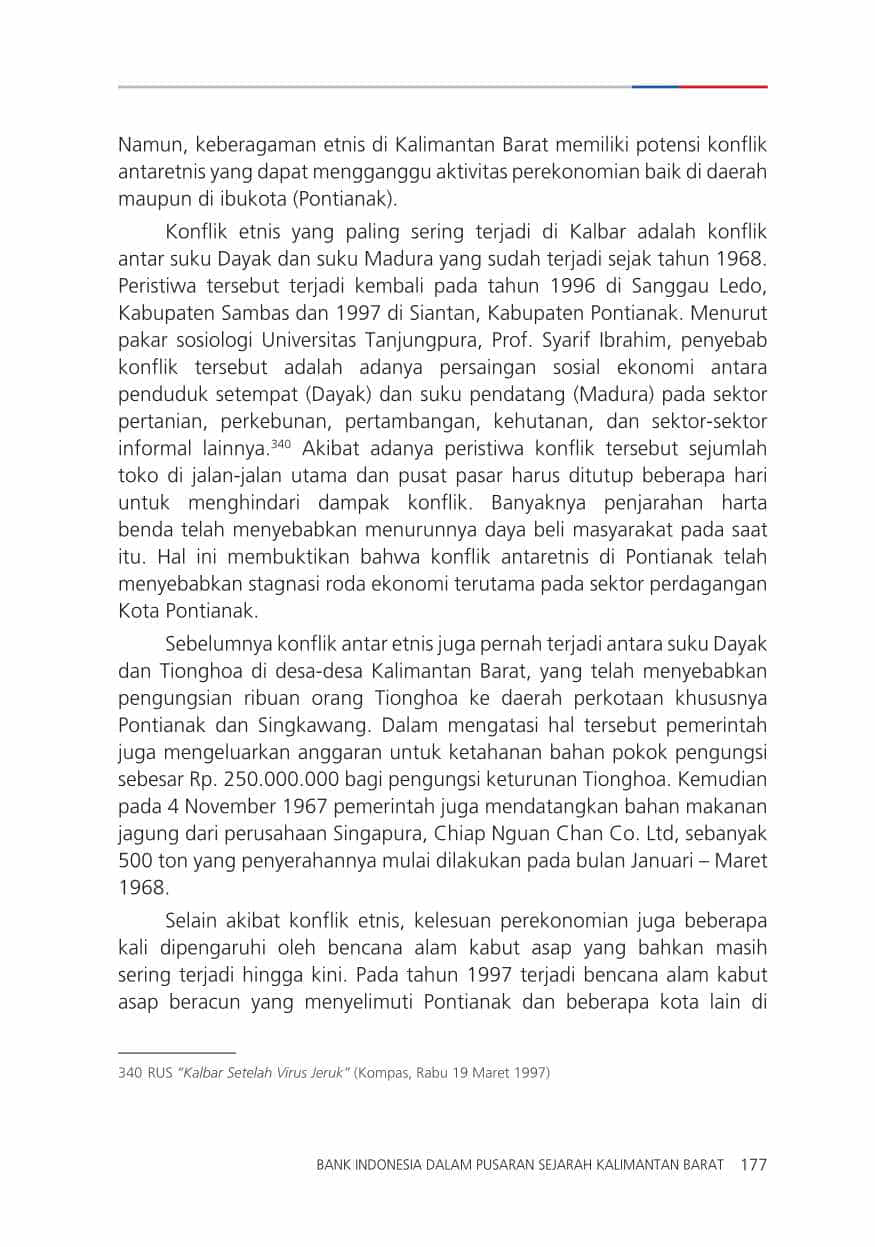 Namun, keberagaman etnis di Kalimantan Barat memiliki potensi konflik
antaretnis yang dapat mengganggu aktivitas perekonomian baik di daerah
maupun di ibukota (Pontianak).
Konflik etnis yang paling sering terjadi di Kalbar adalah konflik
antar suku Dayak dan suku Madura yang sudah terjadi sejak tahun 1968.
Peristiwa tersebut terjadi kembali pada tahun 1996 di Sanggau Ledo,
Kabupaten Sambas dan 1997 di Siantan, Kabupaten Pontianak. Menurut
pakar sosiologi Universitas Tanjungpura, Prof. Syarif Ibrahim, penyebab
konflik tersebut adalah adanya persaingan sosial ekonomi antara
penduduk setempat (Dayak) dan suku pendatang (Madura) pada sektor
pertanian, perkebunan, pertambangan, kehutanan, dan sektor-sektor
informal lainnya.³⁴⁰ Akibat adanya peristiwa konflik tersebut sejumlah
toko di jalan-jalan utama dan pusat pasar harus ditutup beberapa hari
untuk menghindari dampak konflik. Banyaknya penjarahan harta
benda telah menyebabkan menurunnya daya beli masyarakat pada saat
itu. Hal ini membuktikan bahwa konflik antaretnis di Pontianak telah
menyebabkan stagnasi roda ekonomi terutama pada sektor perdagangan
Kota Pontianak.
Sebelumnya konflik antar etnis juga pernah terjadi antara suku Dayak
dan Tionghoa di desa-desa Kalimantan Barat, yang telah menyebabkan
pengungsian ribuan orang Tionghoa ke daerah perkotaan khususnya
Pontianak dan Singkawang. Dalam mengatasi hal tersebut pemerintah
juga mengeluarkan anggaran untuk ketahanan bahan pokok pengungsi
sebesar Rp. 250.000.000 bagi pengungsi keturunan Tionghoa. Kemudian
pada 4 November 1967 pemerintah juga mendatangkan bahan makanan
jagung dari perusahaan Singapura, Chiap Nguan Chan Co. Ltd, sebanyak
500 ton yang penyerahannya mulai dilakukan pada bulan Januari – Maret
1968.
Selain akibat konflik etnis, kelesuan perekonomian juga beberapa
kali dipengaruhi oleh bencana alam kabut asap yang bahkan masih
sering terjadi hingga kini. Pada tahun 1997 terjadi bencana alam kabut
asap beracun yang menyelimuti Pontianak dan beberapa kota lain di
340 RUS "Kalbar Setelah Virus Jeruk" (Kompas, Rabu 19 Maret 1997)
BANK INDONESIA DALAM PUSARAN SEJARAH KALIMANTAN BARAT 177